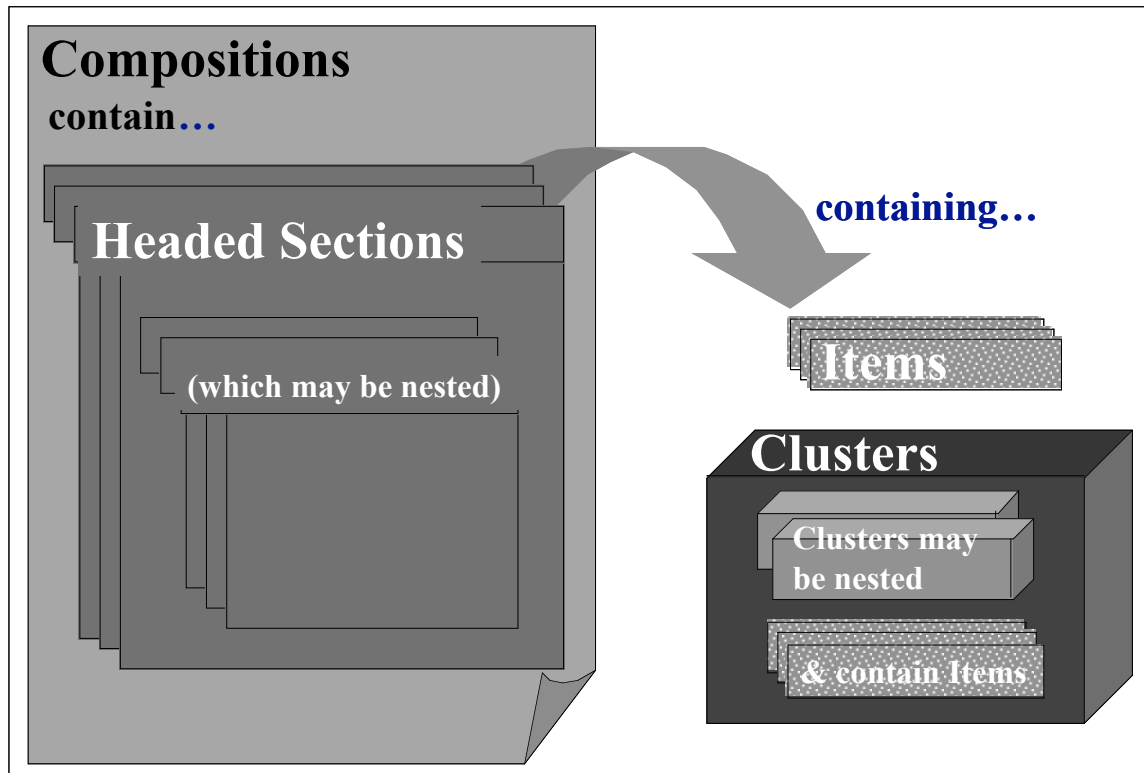 Compositions
contain…
Headed Sections
(which may be nested)
containing…
Items
Clusters
Clusters may
be nested
& contain Items